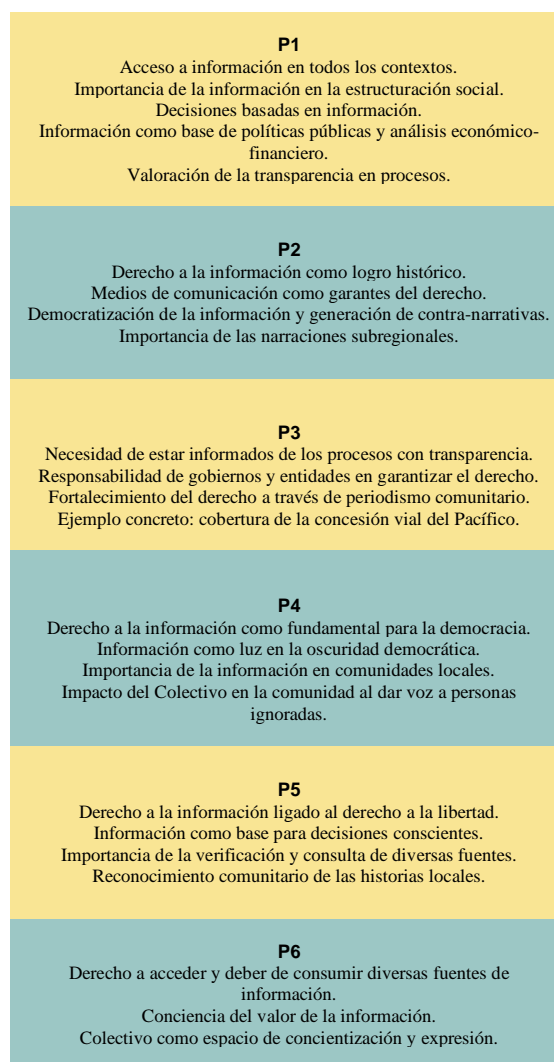 P1
Acceso a información en todos los contextos.
Importancia de la información en la estructuración social.
Decisiones basadas en información.
Información como base de políticas públicas y análisis económico-
financiero.
Valoración de la transparencia en procesos.
P2
Derecho a la información como logro histórico.
Medios de comunicación como garantes del derecho.
Democratización de la información y generación de contra-narrativas.
Importancia de las narraciones subregionales.
P3
Necesidad de estar informados de los procesos con transparencia.
Responsabilidad de gobiernos y entidades en garantizar el derecho.
Fortalecimiento del derecho a través de periodismo comunitario.
Ejemplo concreto: cobertura de la concesión vial del Pacífico.
P4
Derecho a la información como fundamental para la democracia.
Información como luz en la oscuridad democrática.
Importancia de la información en comunidades locales.
Impacto del Colectivo en la comunidad al dar voz a personas
ignoradas.
P5
Derecho a la información ligado al derecho a la libertad.
Información como base para decisiones conscientes.
Importancia de la verificación y consulta de diversas fuentes.
Reconocimiento comunitario de las historias locales.
P6
Derecho a acceder y deber de consumir diversas fuentes de
información.
Conciencia del valor de la información.
Colectivo como espacio de concientización y expresión.